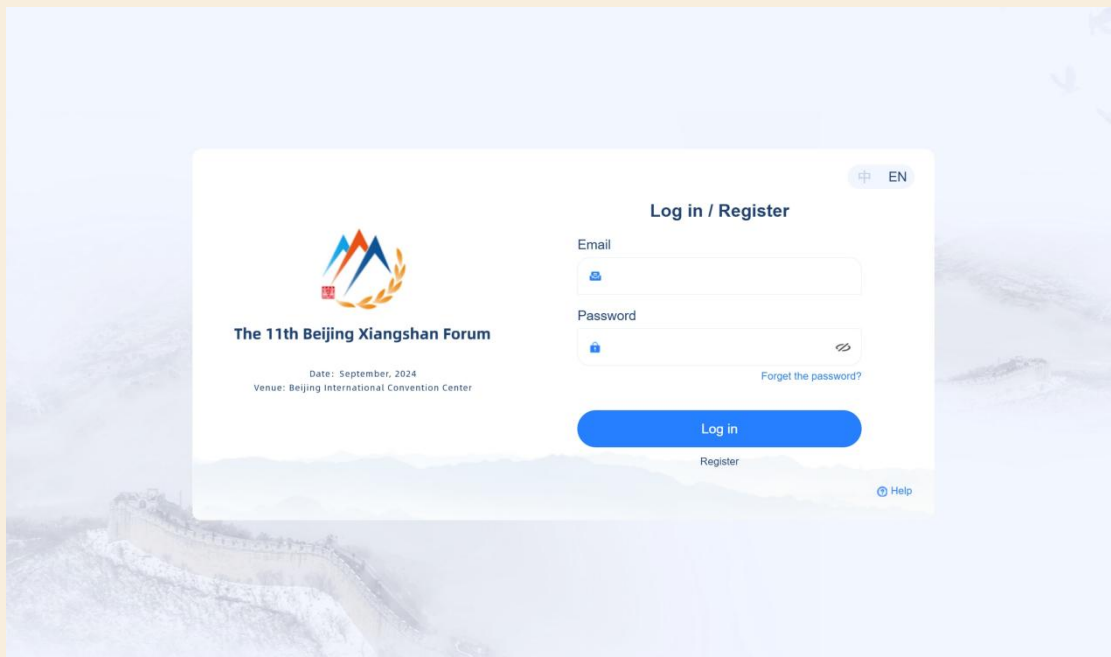 中 EN
Log in / Register
Email
Password
The 11th Beijing Xiangshan Forum
Date: September, 2024
Venue: Beijing International Convention Center
Forget the password?
Log in
Register
Help